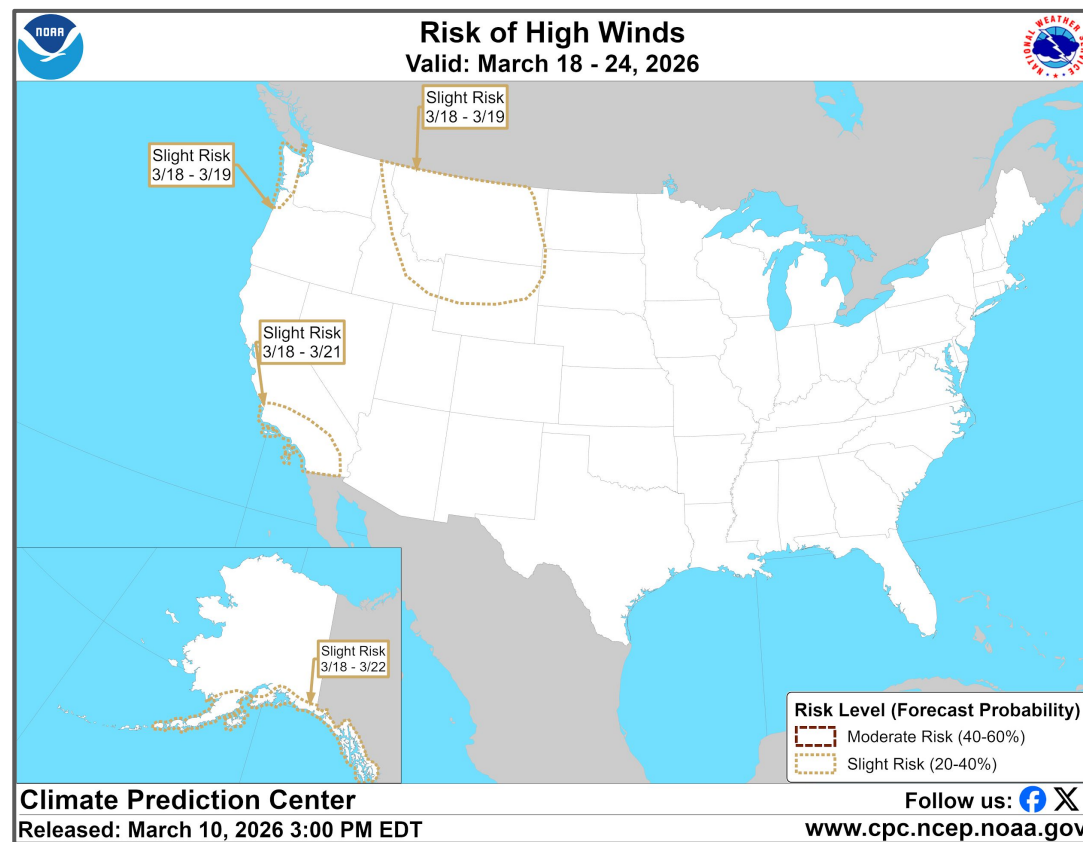 NOAA
Risk of High Winds
Valid: March 18 - 24, 2026
NATIONAL WEATHER SERVICE
Slight Risk
3/18 - 3/19
Slight Risk
3/18 - 3/19
Slight Risk
3/18 - 3/21
Slight Risk
3/18 - 3/22
Risk Level (Forecast Probability)
Moderate Risk (40-60%)
Slight Risk (20-40%)
Climate Prediction Center
Follow us:
Released: March 10, 2026 3:00 PM EDT
www.cpc.ncep.noaa.gov